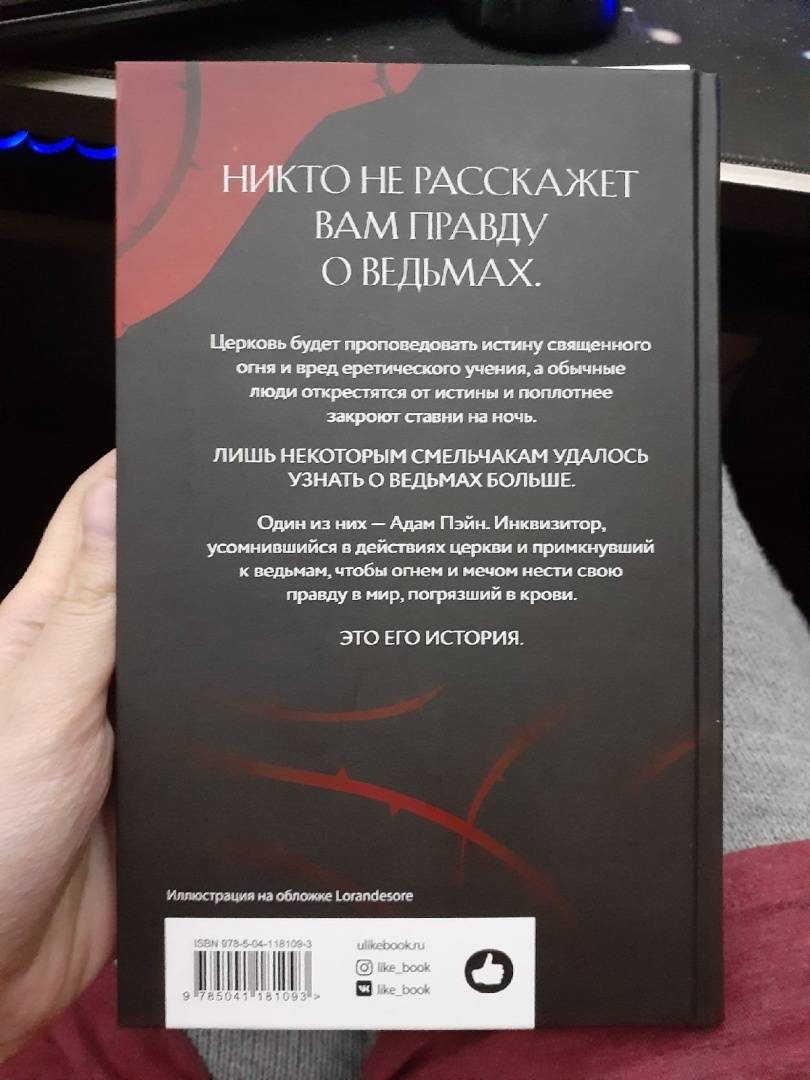 НИКТО НЕ РАССКАЖЕТ
ВАМ ПРАВДУ
О ВЕДЬМАХ.
Церковь будет проповедовать истину священного
огня и вред еретического учения, а обычные
люди открестятся от истины и поплотнее
закроют ставни на ночь.
ЛИШЬ НЕКОТОРЫМ СМЕЛЬЧАКАМ УДАЛОСЬ
УЗНАТЬ О ВЕДЬМАХ БОЛЬШЕ.
Один из них — Адам Пэйн. Инквизитор,
усомнившийся в действиях церкви и примкнувший
к ведьмам, чтобы огнем и мечом нести свою
правду в мир, погрязший в крови.
ЭТО ЕГО ИСТОРИЯ.
Иллюстрация на обложке Lorandesore
ISBN 978-5-04-118109-3
9 785041 181093 >
ulikebook.ru
like_book
like_book